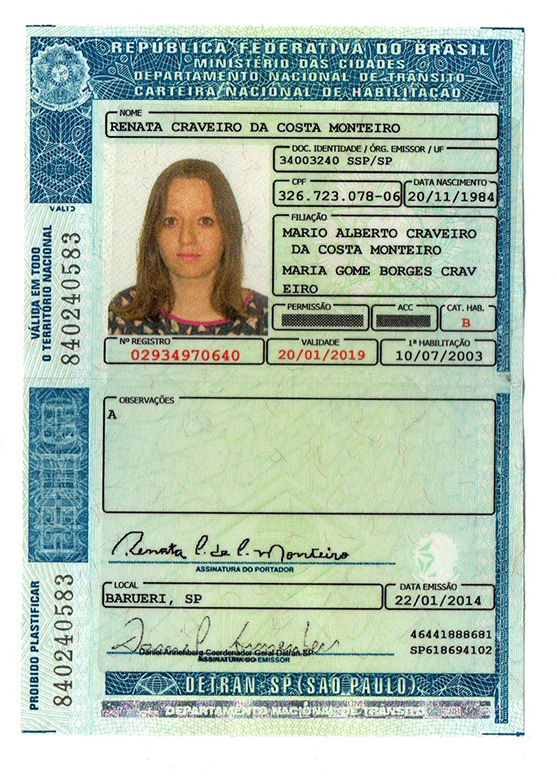 REPÚBLICA FEDERATIVA DO BRASIL
MINISTÉRIO DAS CIDADES
DEPARTAMENTO NACIONAL DE TRÂNSITO
CARTEIRA NACIONAL DE HABILITAÇÃO
NOME
RENATA CRAVEIRO DA COSTA MONTEIRO
DOC. IDENTIDADE / ÓRG. EMISSOR / UF
34003240 SSP/SP
CPF
326.723.078-06
DATA NASCIMENTO
20/11/1984
FILIAÇÃO
MARIO ALBERTO CRAVEIRO
DA COSTA MONTEIRO
MARIA GOME BORGES CRAV
EIRO
PERMISSÃO
ACC
CAT. HAB.
B
Nº REGISTRO
02934970640
VALIDADE
20/01/2019
1ª HABILITAÇÃO
10/07/2003
VÁLIDA EM TODO
O TERRITÓRIO NACIONAL
840240583
OBSERVAÇÕES
A
Renata C. de C. Monteiro
ASSINATURA DO PORTADOR
LOCAL
BARUERI, SP
DATA EMISSÃO
22/01/2014
Daniel Annenberg-Coordenador Geral Detran.SP
ASSINATURA DO EMISSOR
46441888681
SP618694102
PROIBIDO PLASTIFICAR
840240583
DETRAN SP (SÃO PAULO)
DEPARTAMENTO NACIONAL DE TRÂNSITO